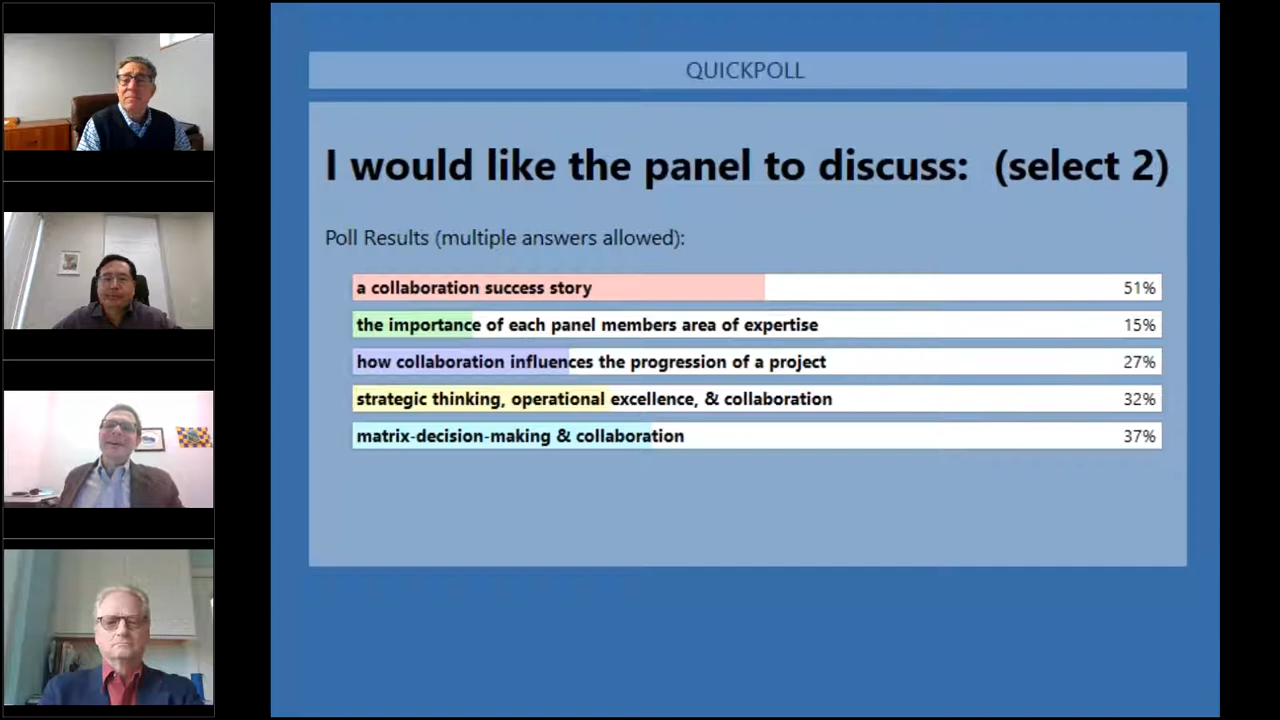 QUICKPOLL
I would like the panel to discuss:  (select 2)
Poll Results (multiple answers allowed):
a collaboration success story 51%
the importance of each panel members area of expertise 15%
how collaboration influences the progression of a project 27%
strategic thinking, operational excellence, & collaboration 32%
matrix-decision-making & collaboration 37%